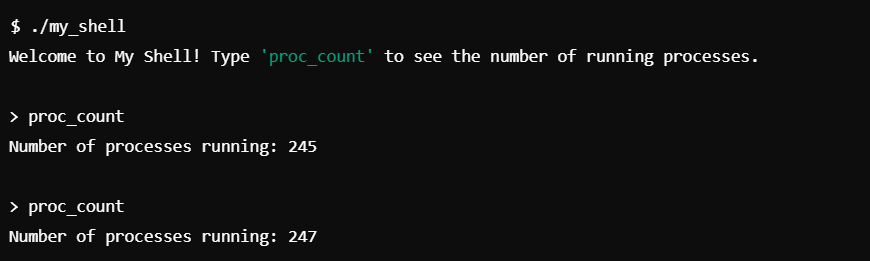 $ ./my_shell
Welcome to My Shell! Type 'proc_count' to see the number of running processes.
> proc_count
Number of processes running: 245
> proc_count
Number of processes running: 247